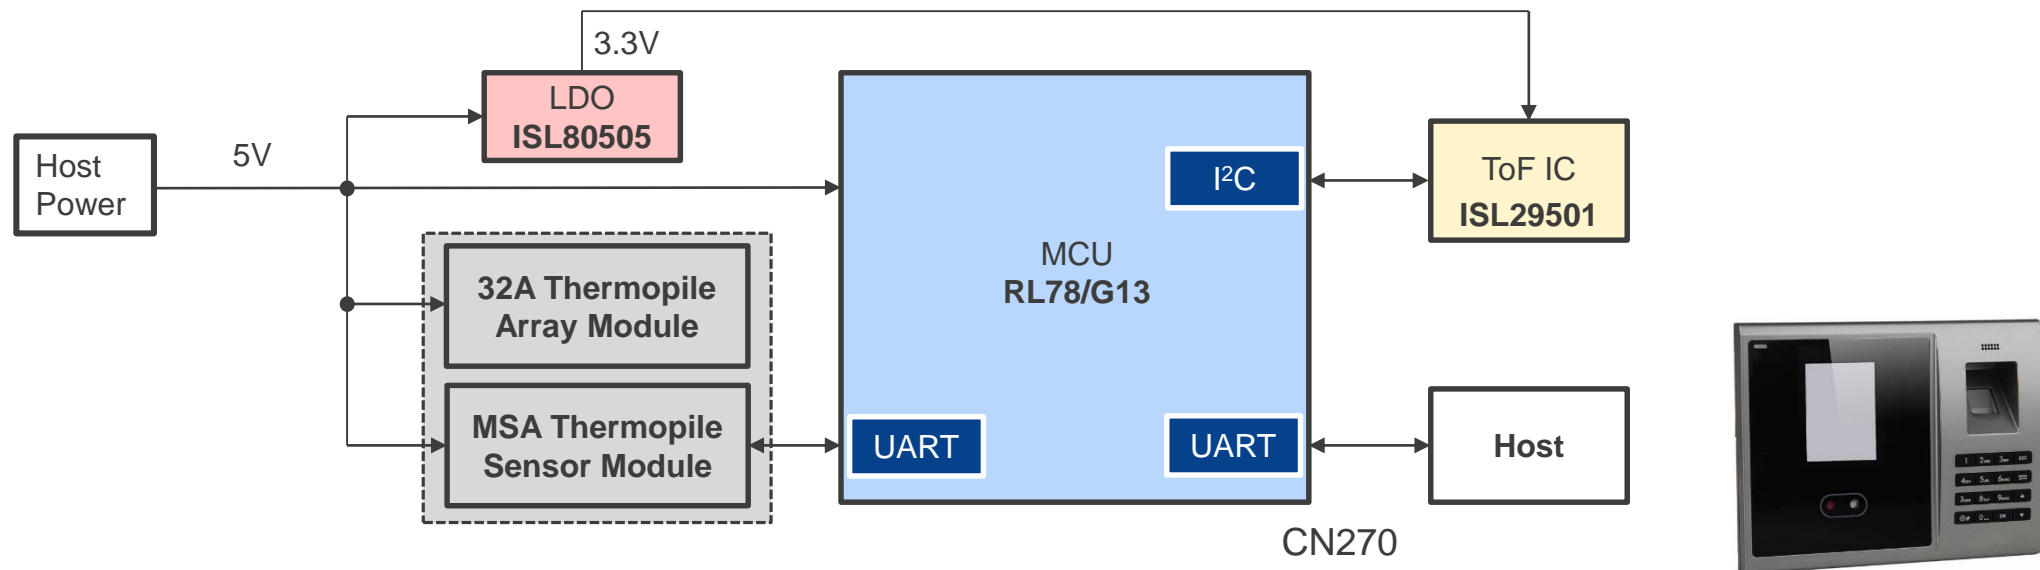 3.3V
LDO
ISL80505
Host
Power
5V
I²C
ToF IC
ISL29501
MCU
RL78/G13
32A Thermopile
Array Module
MSA Thermopile
Sensor Module
UART
UART
Host
CN270